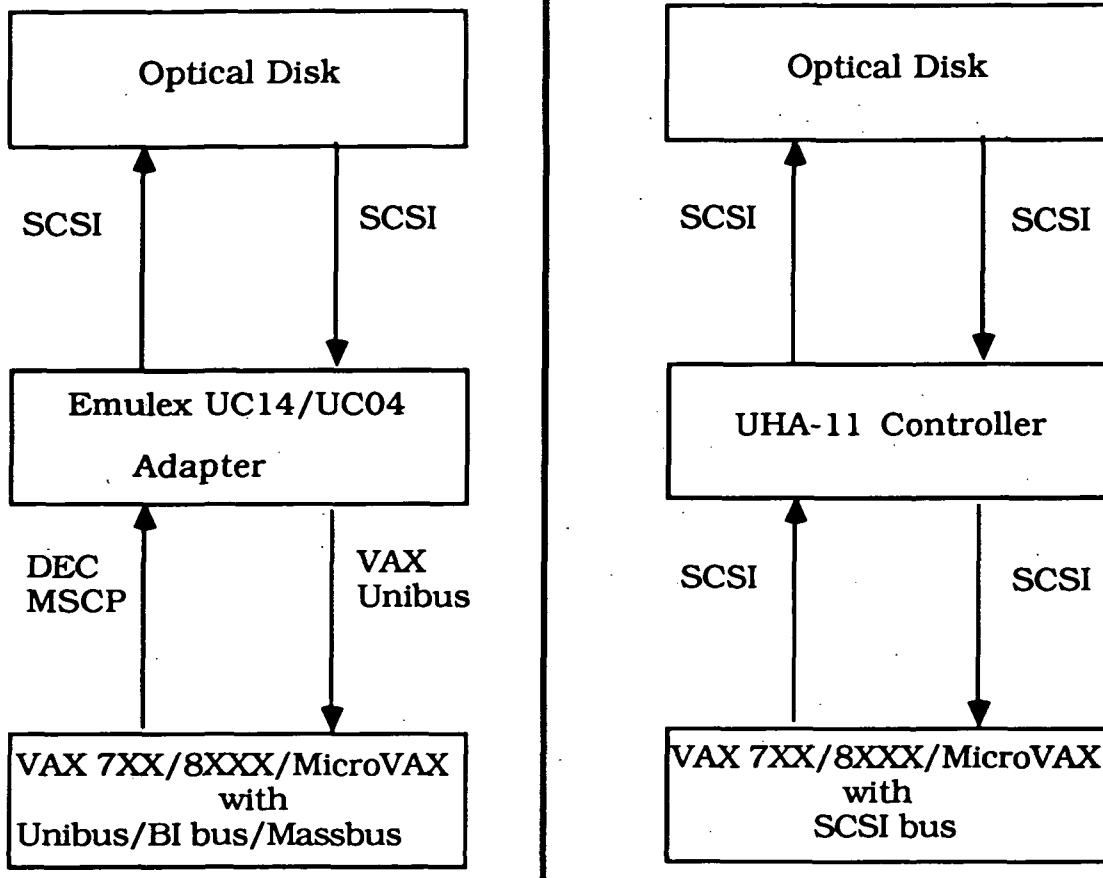 Optical Disk
SCSI
SCSI
Emulex UC14/UC04
Adapter
DEC
MSCP
VAX
Unibus
VAX 7XX/8XXX/MicroVAX
with
Unibus/BI bus/Massbus
Optical Disk
SCSI
SCSI
UHA-11 Controller
SCSI
SCSI
VAX 7XX/8XXX/MicroVAX
with
SCSI bus